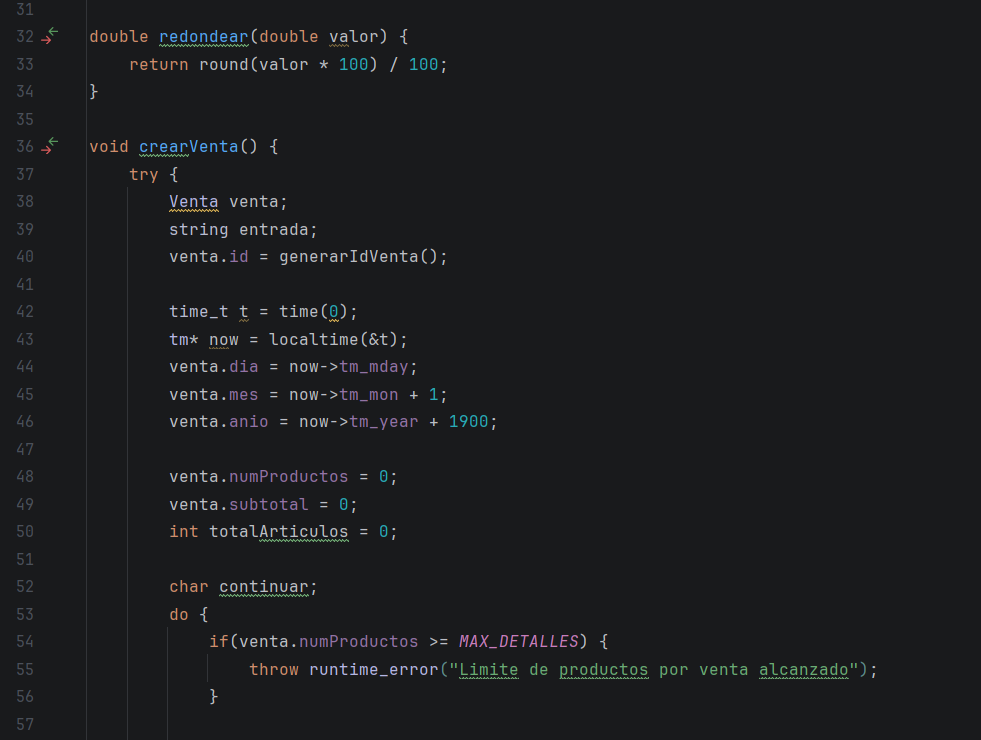 31
32 double redondear(double valor) {
33     return round(valor * 100) / 100;
34 }
35
36 void crearVenta() {
37     try {
38         Venta venta;
39         string entrada;
40         venta.id = generarIdVenta();
41
42         time_t t = time(0);
43         tm* now = localtime(&t);
44         venta.dia = now->tm_mday;
45         venta.mes = now->tm_mon + 1;
46         venta.anio = now->tm_year + 1900;
47
48         venta.numProductos = 0;
49         venta.subtotal = 0;
50         int totalArticulos = 0;
51
52         char continuar;
53         do {
54             if(venta.numProductos >= MAX_DETALLES) {
55                 throw runtime_error("Limite de productos por venta alcanzado");
56             }
57